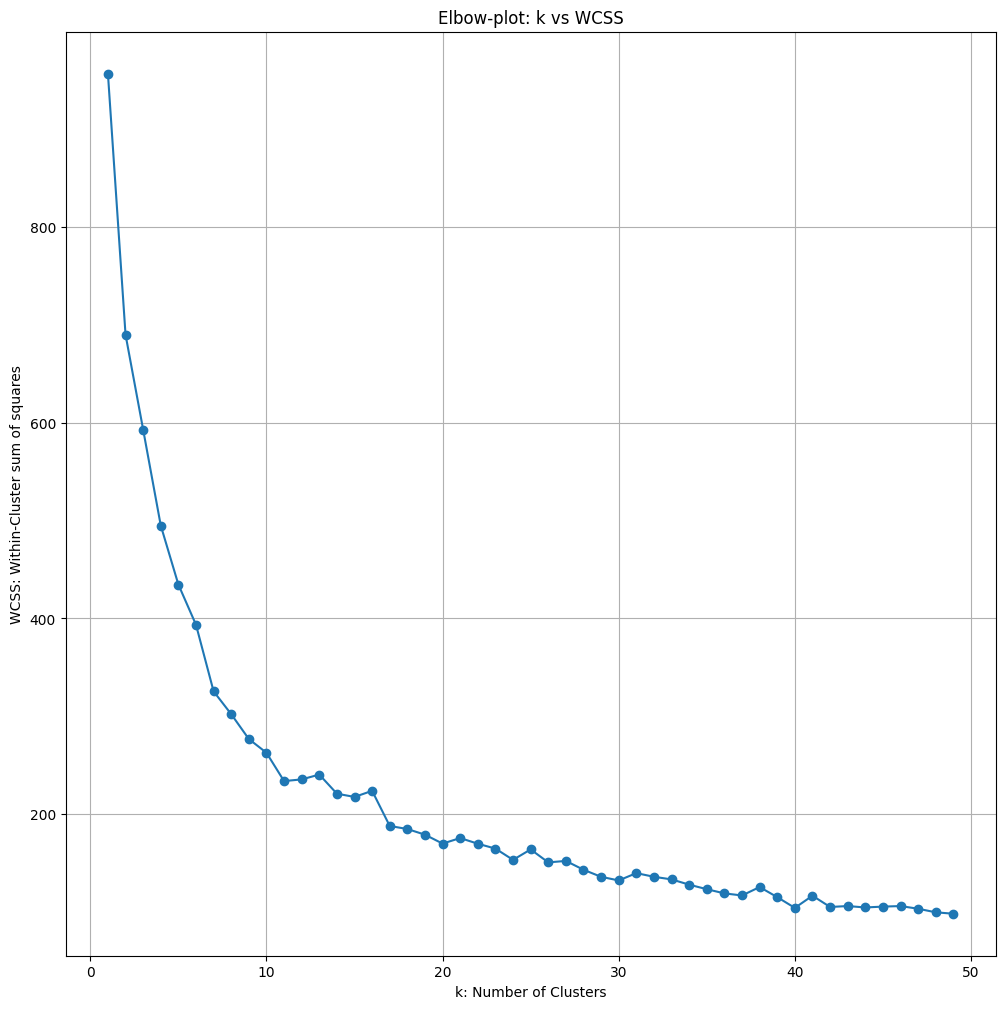 Elbow-plot: k vs WCSS
WCSS: Within-Cluster sum of squares
800
600
400
200
0 10 20 30 40 50
k: Number of Clusters